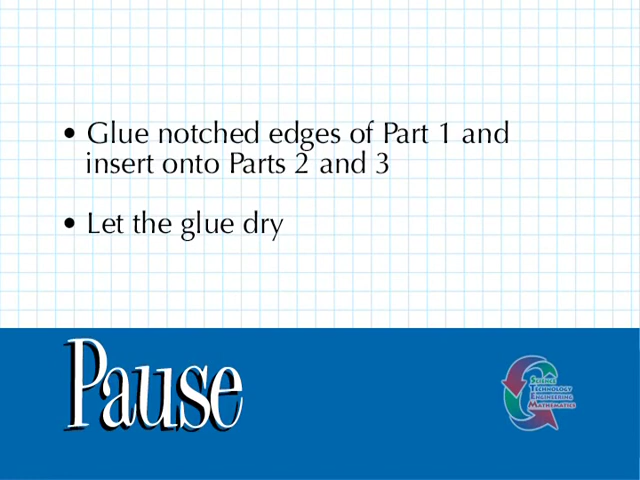 • Glue notched edges of Part 1 and
insert onto Parts 2 and 3
• Let the glue dry
Pause
Science
Technology
Engineering
Mathematics